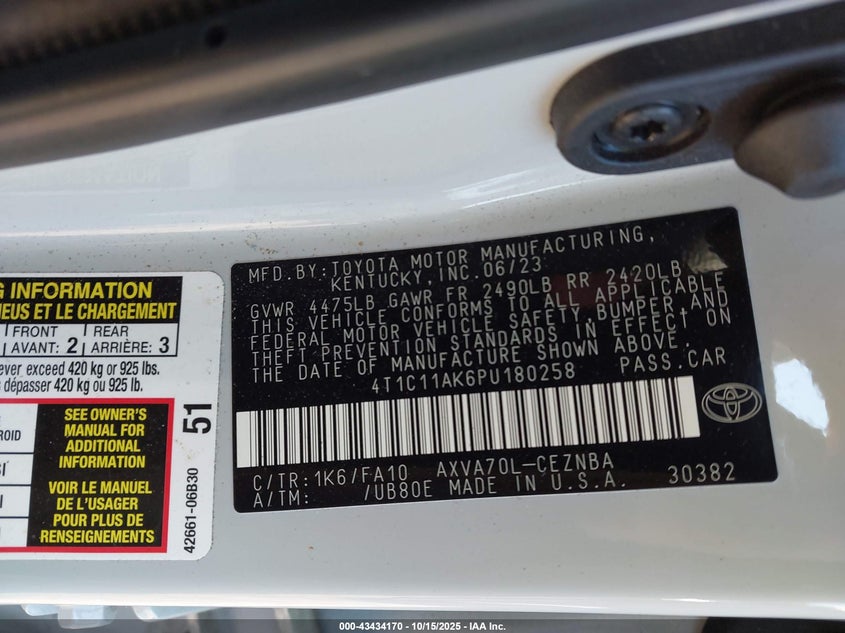 G INFORMATION
NEUS ET LE CHARGEMENT
FRONT | REAR
AVANT: 2 | ARRIÈRE: 3
ever exceed 420 kg or 925 lbs.
s dépasser 420 kg ou 925 lb.
SEE OWNER'S
MANUAL FOR
ADDITIONAL
INFORMATION
VOIR LE MANUEL
DE L'USAGER
POUR PLUS DE
RENSEIGNEMENTS
51
42661-06B30
MFD.BY:TOYOTA MOTOR MANUFACTURING,
KENTUCKY, INC. 06/23
GVWR 4475LB GAWR FR 2490LB RR 2420LB
THIS VEHICLE CONFORMS TO ALL APPLICABLE
FEDERAL MOTOR VEHICLE SAFETY, BUMPER, AND
THEFT PREVENTION STANDARDS IN EFFECT ON
THE DATE OF MANUFACTURE SHOWN ABOVE.
4T1C11AK6PU180258 PASS.CAR
C/TR:1K6/FA10 AXVA70L-CEZNBA
A/TM: /UB80E MADE IN U.S.A. 30382
000-43434170 - 10/15/2025 - IAA Inc.